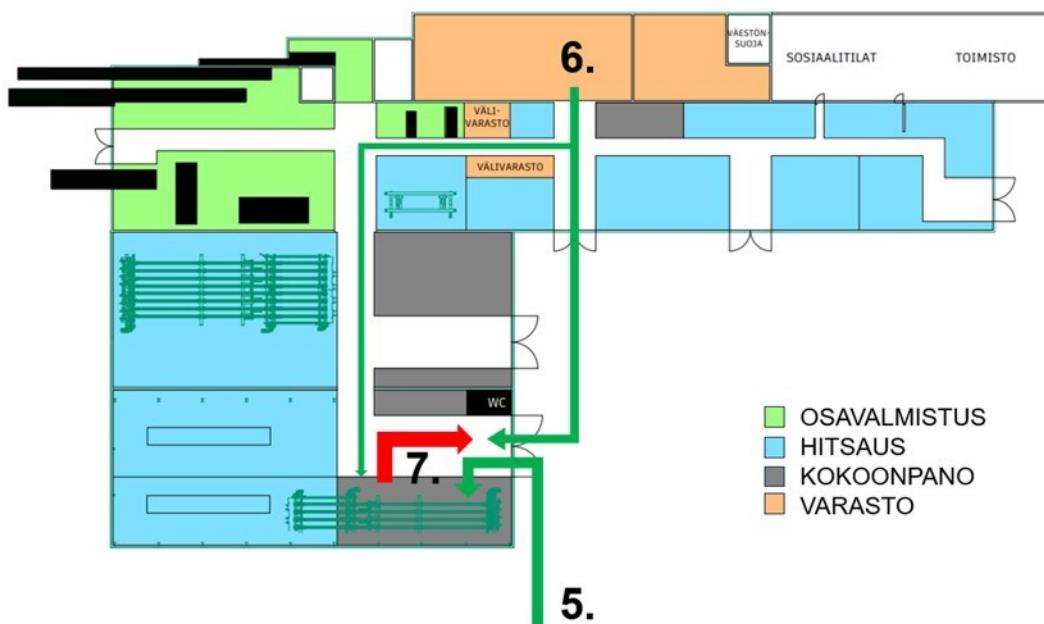 6.
VÄESTÖN-
SUOJA
SOSIAALITILAT
TOIMISTO
VÄLI-
VARASTO
VÄLIVARASTO
WC
7.
5.
OSAVALMISTUS
HITSAUS
KOKOONPANO
VARASTO